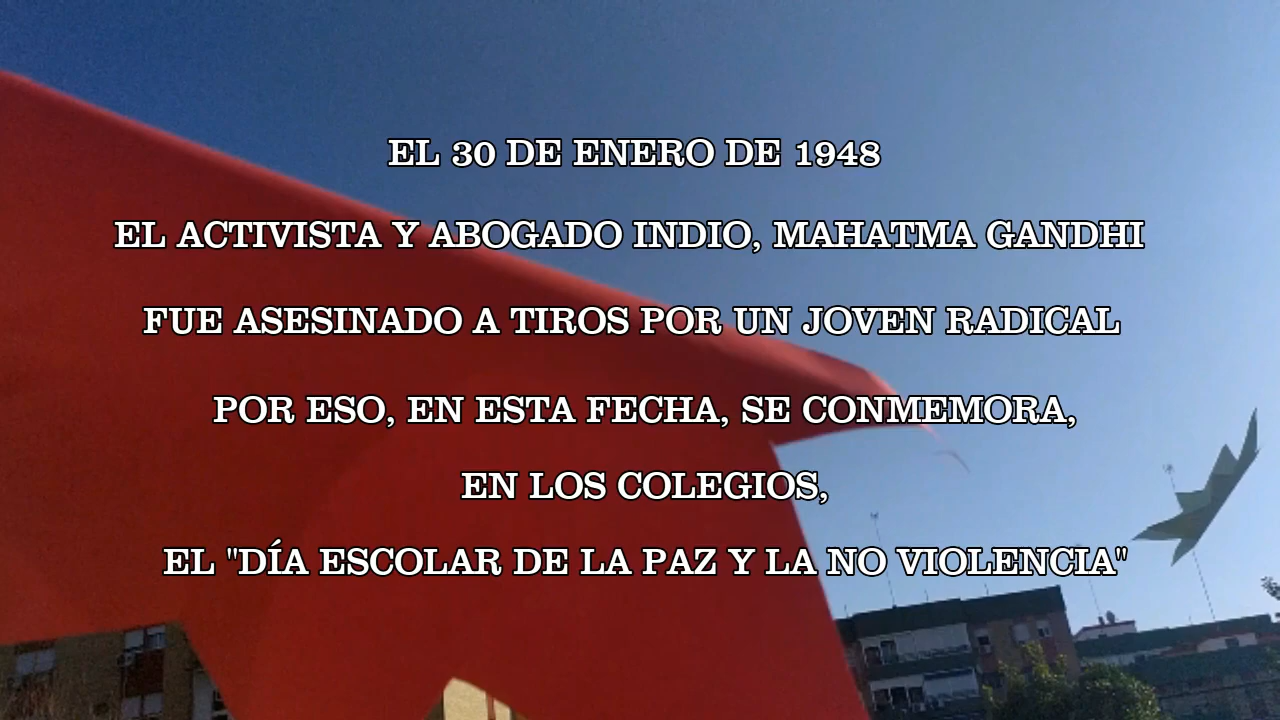 EL 30 DE ENERO DE 1948
EL ACTIVISTA Y ABOGADO INDIO, MAHATMA GANDHI
FUE ASESINADO A TIROS POR UN JOVEN RADICAL
POR ESO, EN ESTA FECHA, SE CONMEMORA,
EN LOS COLEGIOS,
EL "DÍA ESCOLAR DE LA PAZ Y LA NO VIOLENCIA"